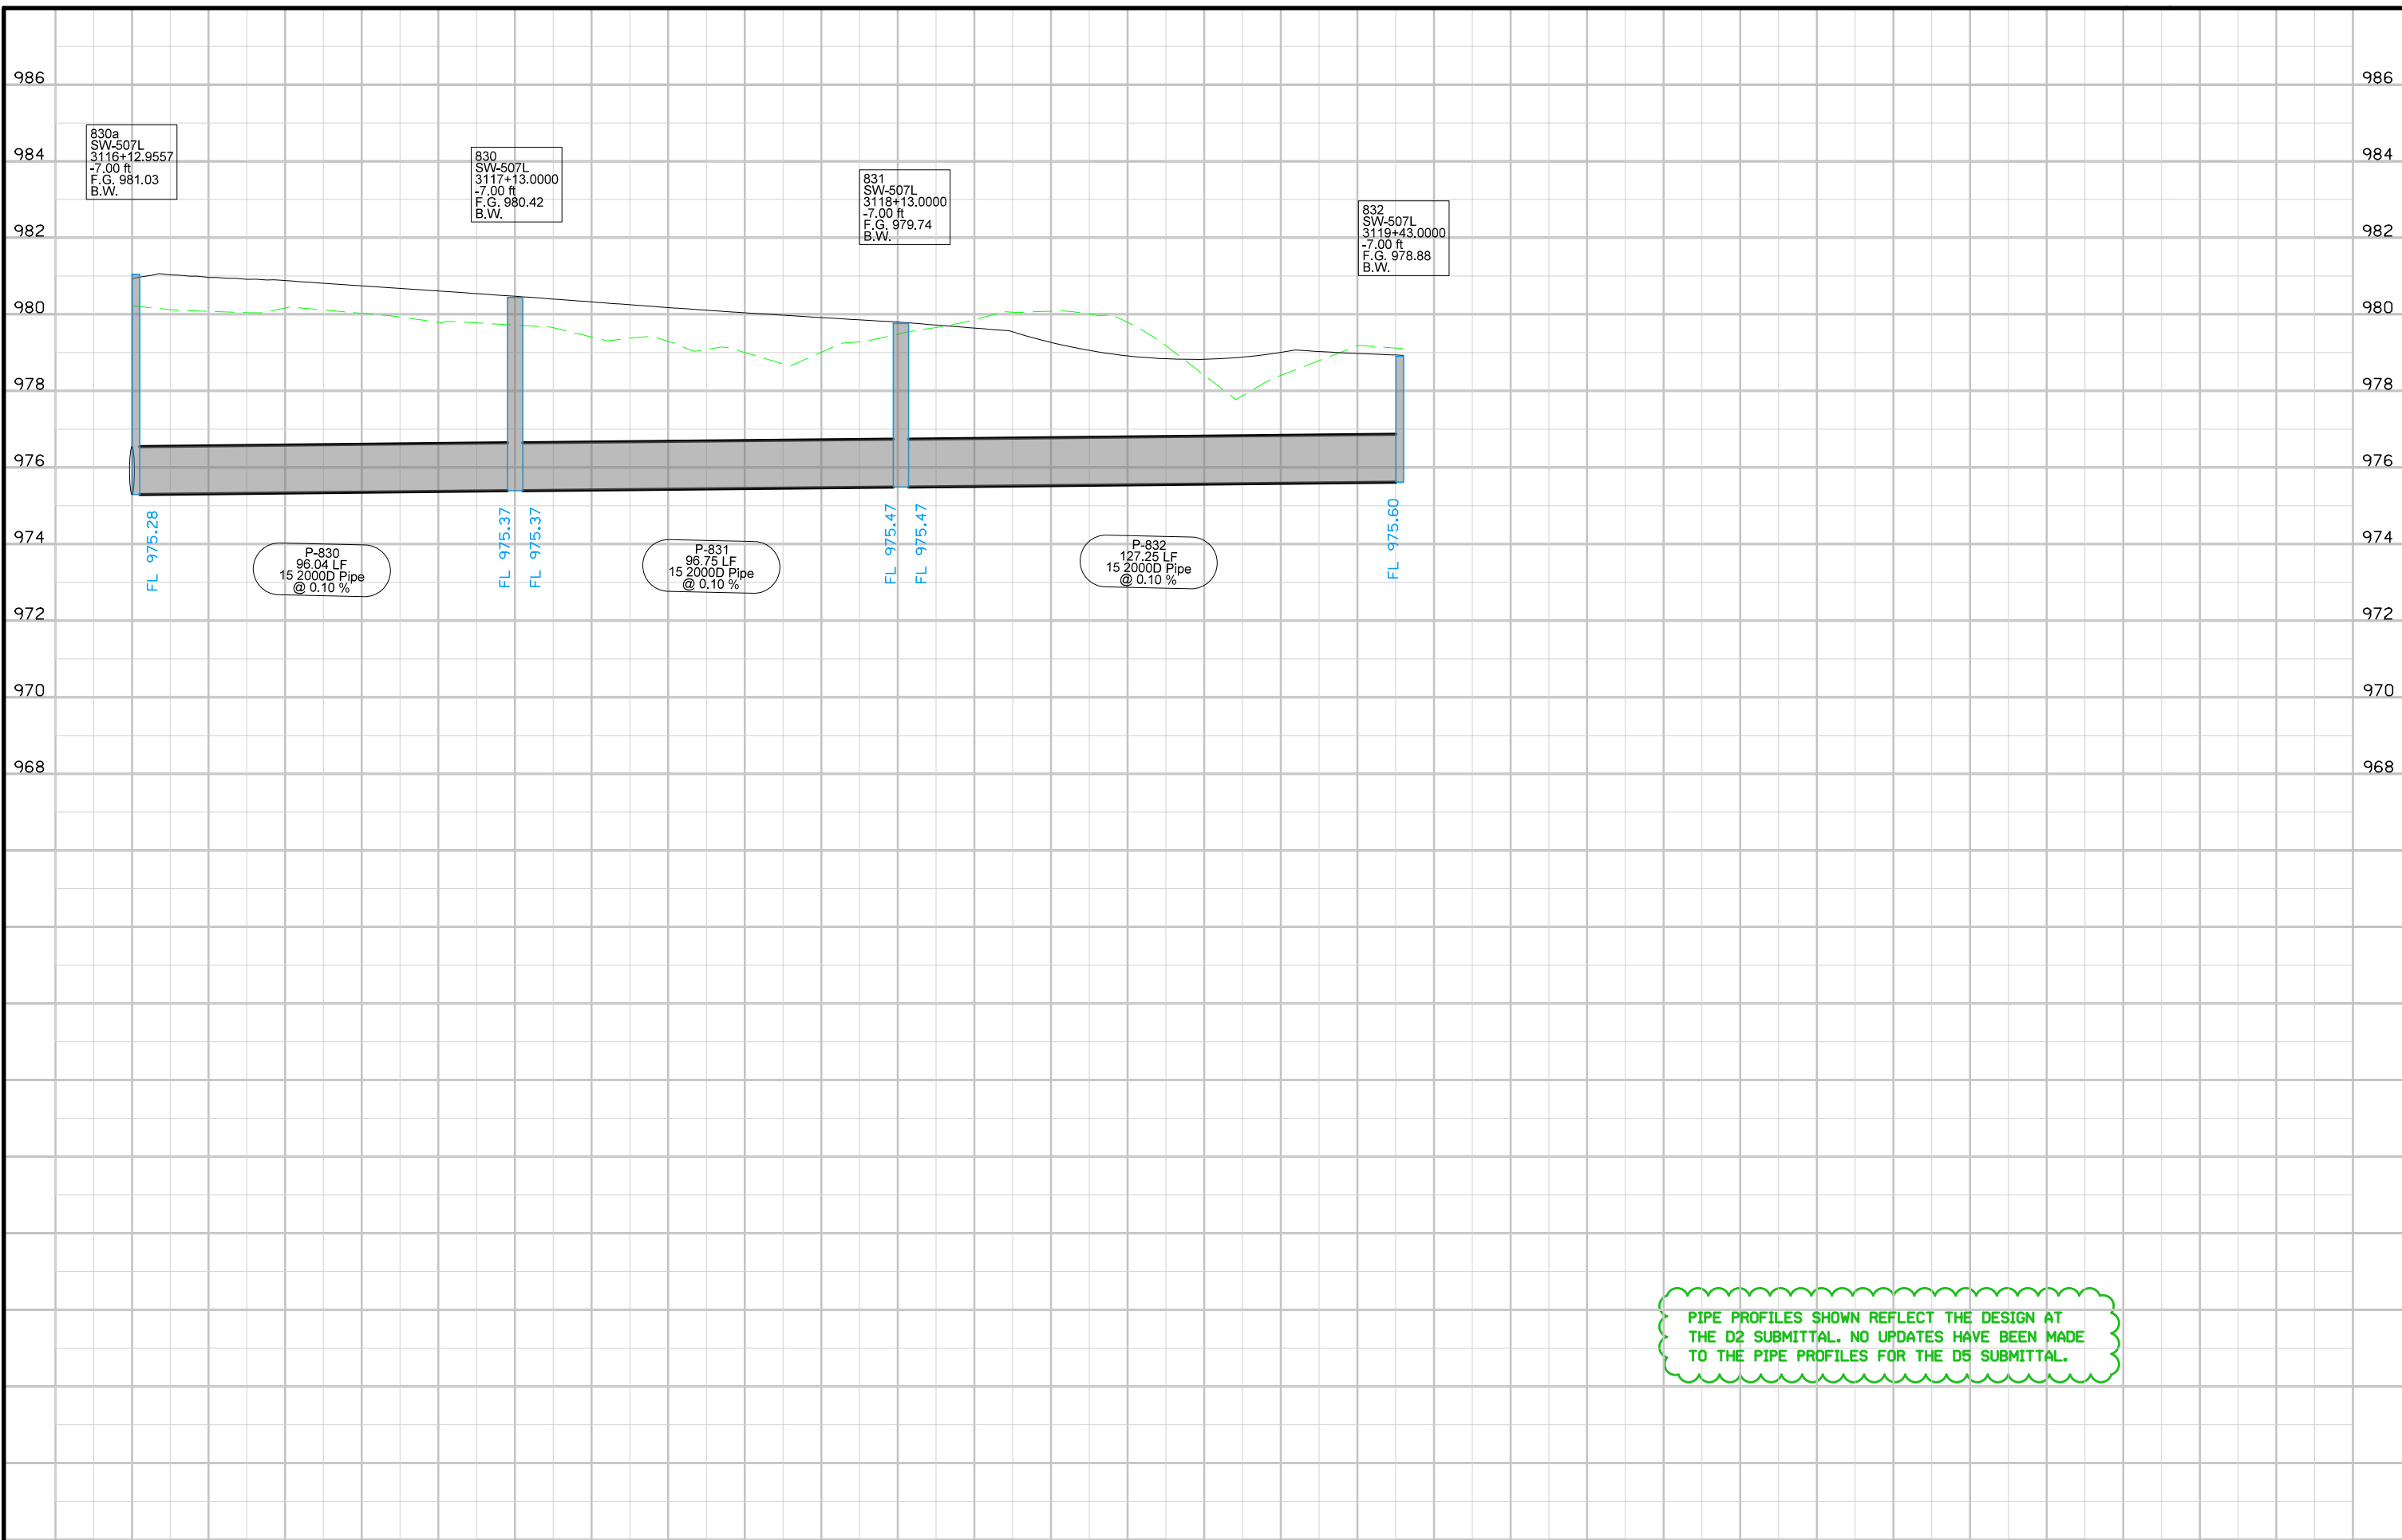 986
986
830a
SW-507L
3116+12.9557
-7.00 ft
F.G. 981.03
B.W.
830
SW-507L
3117+13.0000
-7.00 ft
F.G. 980.42
B.W.
831
SW-507L
3118+13.0000
-7.00 ft
F.G. 979.74
B.W.
832
SW-507L
3119+43.0000
-7.00 ft
F.G. 978.88
B.W.
984
984
982
982
980
980
978
978
976
976
FL 975.28
FL 975.37
FL 975.37
FL 975.47
FL 975.47
FL 975.60
974
974
P-830
96.04 LF
15 2000D Pipe
@ 0.10 %
P-831
96.75 LF
15 2000D Pipe
@ 0.10 %
P-832
127.25 LF
15 2000D Pipe
@ 0.10 %
972
972
970
970
968
968
PIPE PROFILES SHOWN REFLECT THE DESIGN AT
THE D2 SUBMITTAL. NO UPDATES HAVE BEEN MADE
TO THE PIPE PROFILES FOR THE D5 SUBMITTAL.